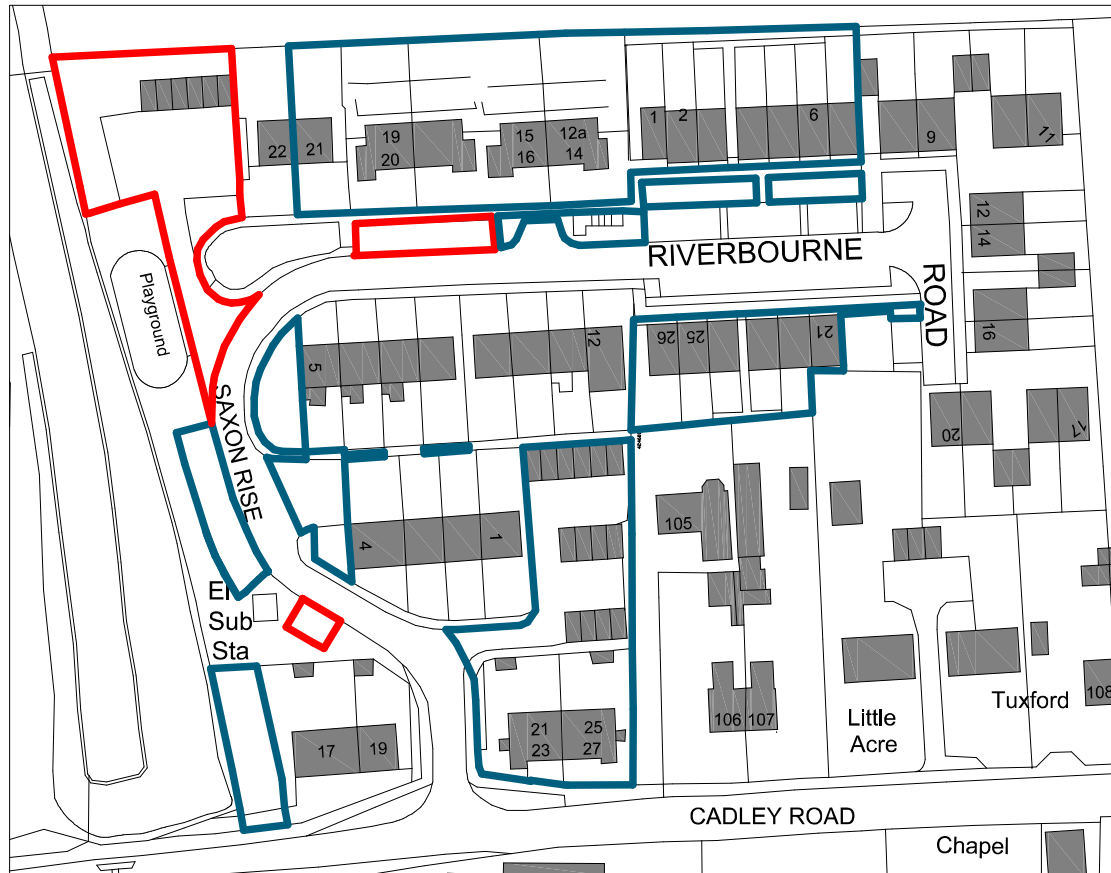 1
2
6
9
11
19
20
15
16
12a
14
22
21
12
14
RIVERBOURNE
ROAD
Playground
16
12
26
25
21
5
SAXON RISE
20
17
105
4
1
El
Sub
Sta
106
107
Little
Acre
Tuxford
108
17
19
21
23
25
27
CADLEY ROAD
Chapel